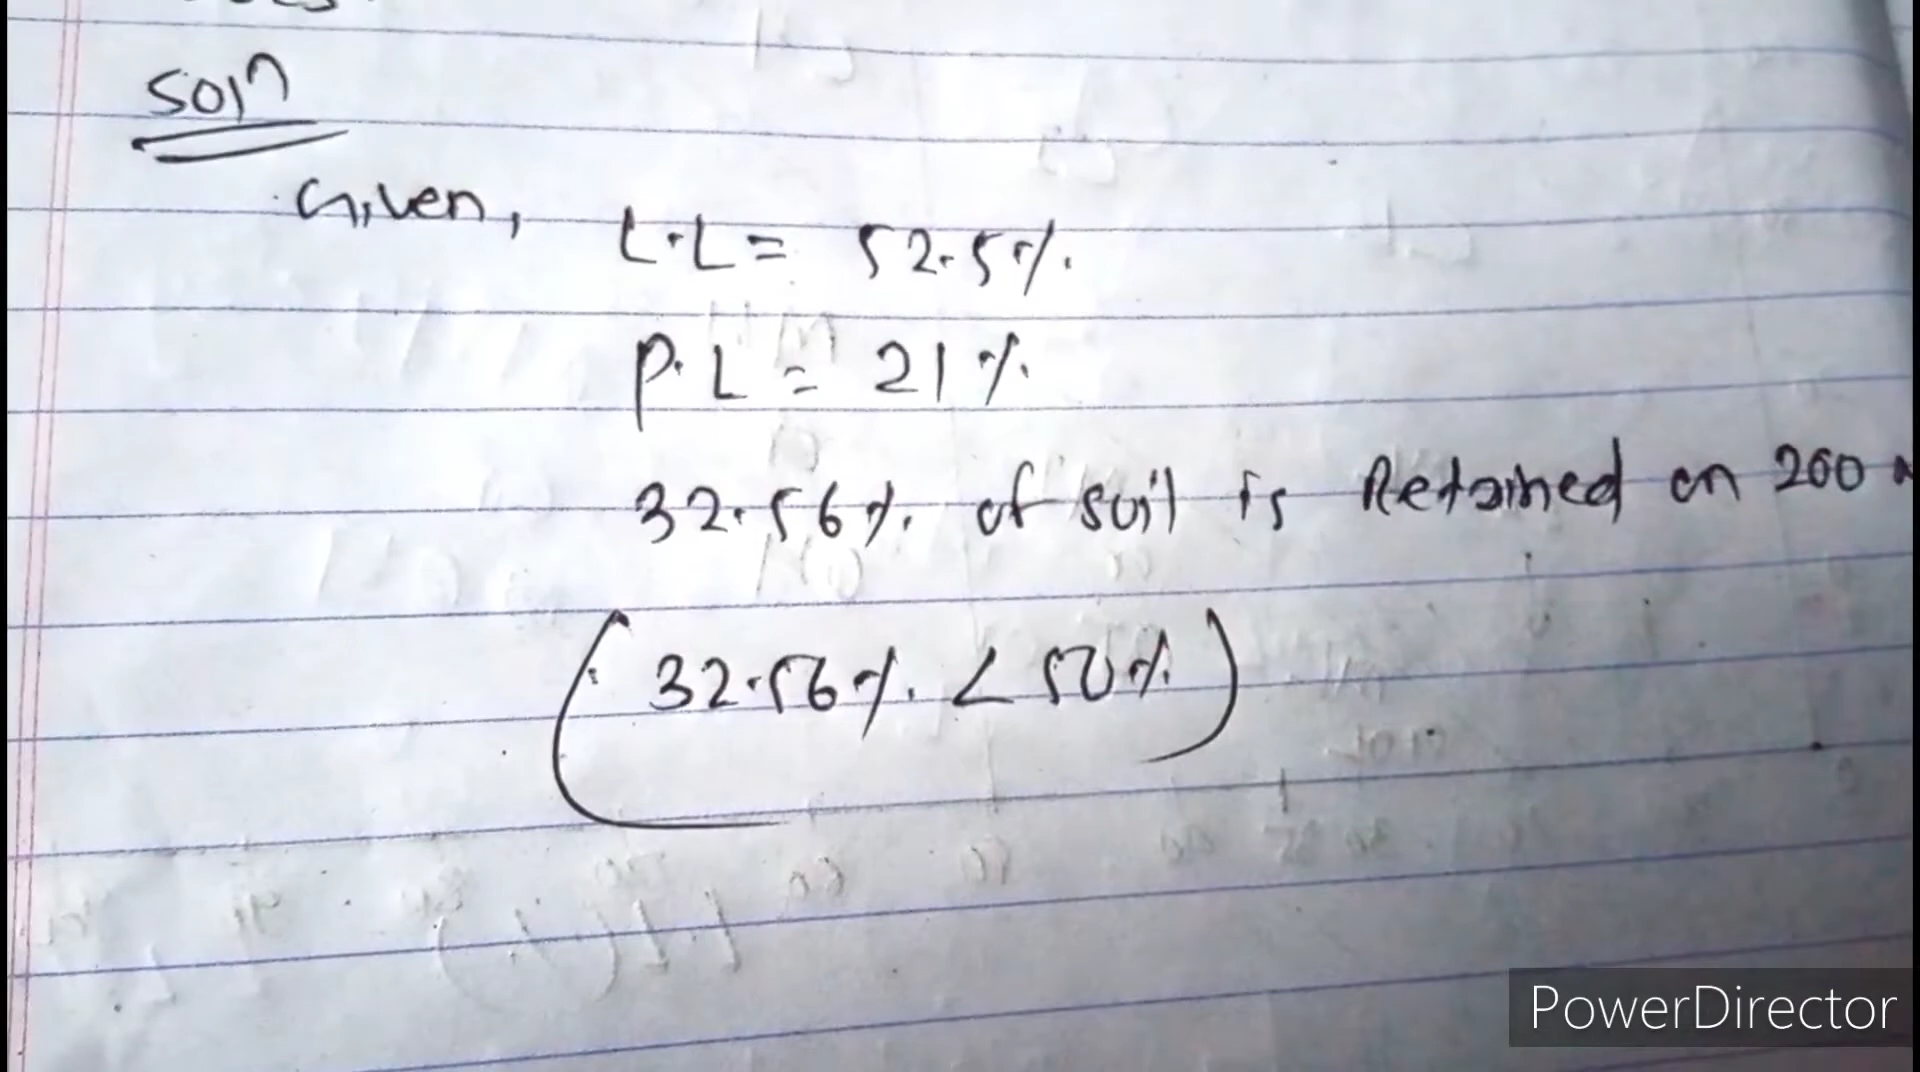 Soln
Given, L.L = 52.5%.
P.L = 21%.
32.56%. of soil is Retained on 200
(32.56%. < 50%)
PowerDirector